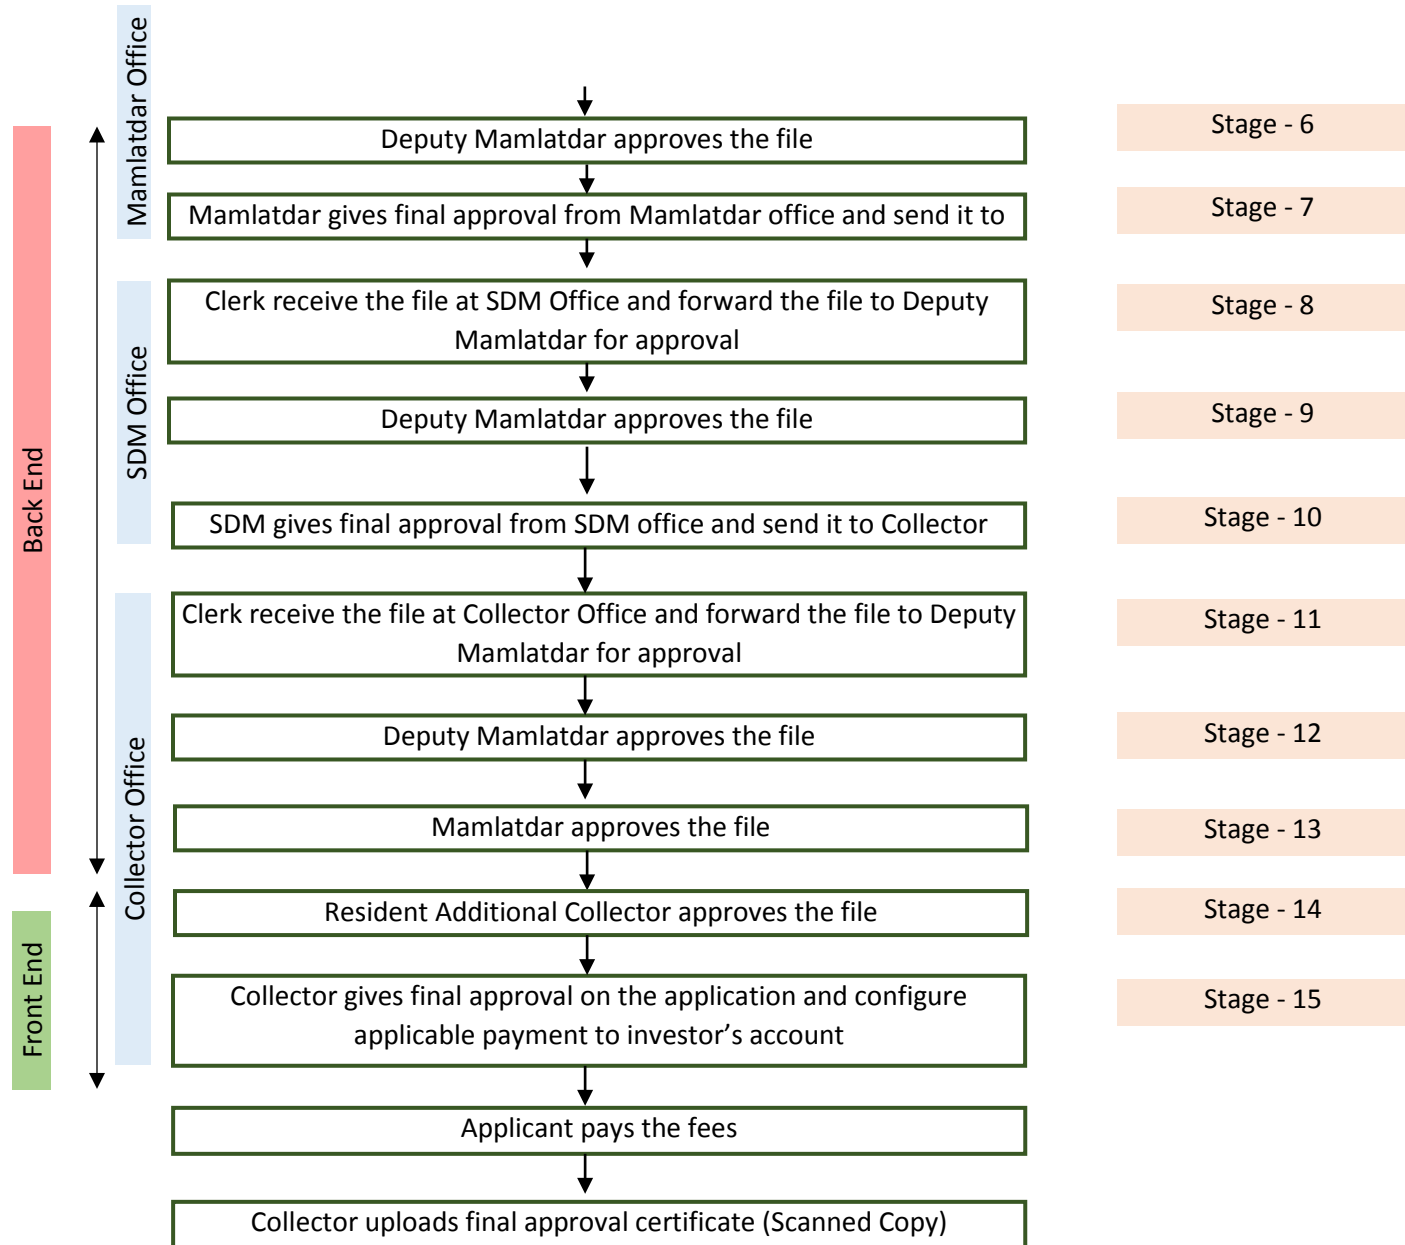 Mamlatdar Office
Deputy Mamlatdar approves the file
Stage - 6
Mamlatdar gives final approval from Mamlatdar office and send it to
Stage - 7
Back End
SDM Office
Clerk receive the file at SDM Office and forward the file to Deputy
Mamlatdar for approval
Stage - 8
Deputy Mamlatdar approves the file
Stage - 9
SDM gives final approval from SDM office and send it to Collector
Stage - 10
Collector Office
Clerk receive the file at Collector Office and forward the file to Deputy
Mamlatdar for approval
Stage - 11
Deputy Mamlatdar approves the file
Stage - 12
Mamlatdar approves the file
Stage - 13
Front End
Resident Additional Collector approves the file
Stage - 14
Collector gives final approval on the application and configure
applicable payment to investor’s account
Stage - 15
Applicant pays the fees
Collector uploads final approval certificate (Scanned Copy)